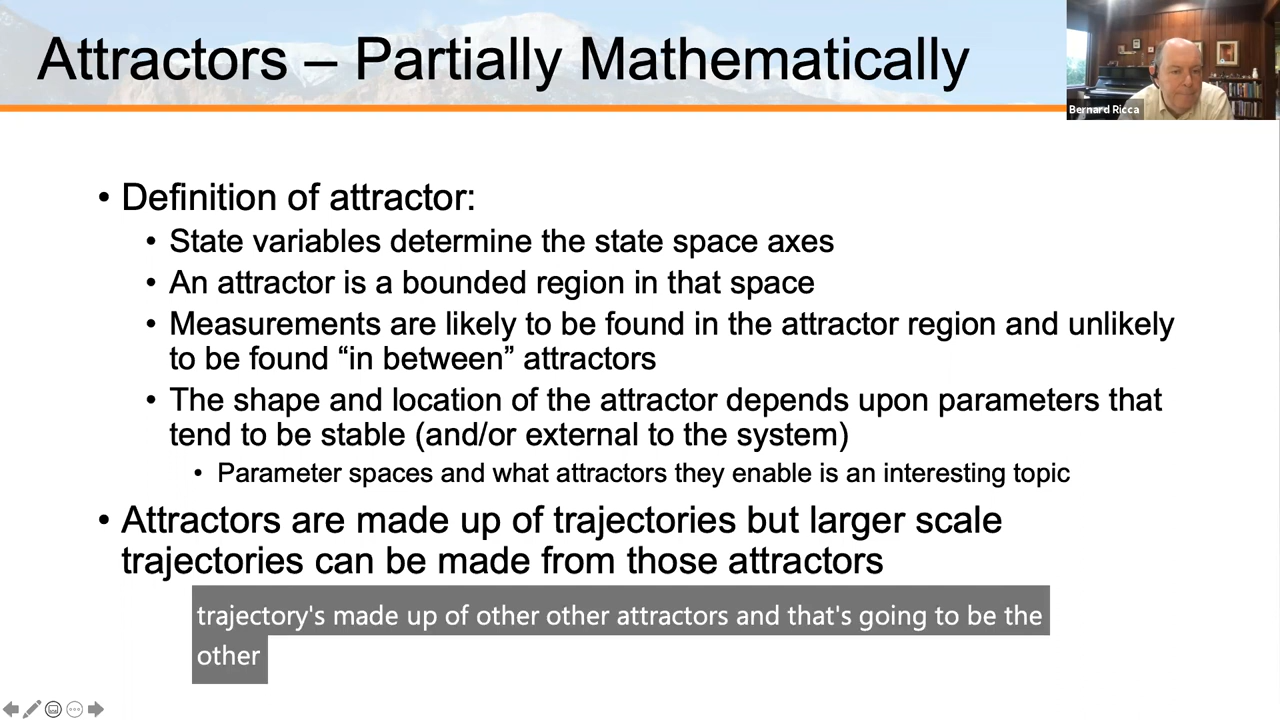 Attractors – Partially Mathematically
Bernard Ricca
• Definition of attractor:
• State variables determine the state space axes
• An attractor is a bounded region in that space
• Measurements are likely to be found in the attractor region and unlikely
to be found “in between” attractors
• The shape and location of the attractor depends upon parameters that
tend to be stable (and/or external to the system)
• Parameter spaces and what attractors they enable is an interesting topic
• Attractors are made up of trajectories but larger scale
trajectories can be made from those attractors
trajectory's made up of other other attractors and that's going to be the
other